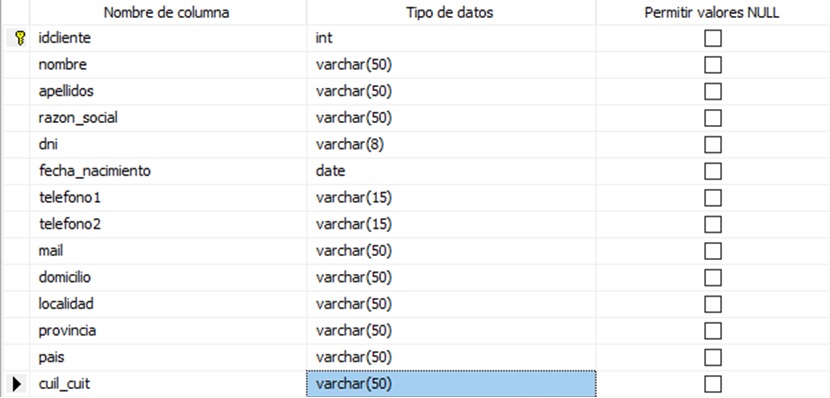 Nombre de columna Tipo de datos Permitir valores NULL
idcliente int
nombre varchar(50)
apellidos varchar(50)
razon_social varchar(50)
dni varchar(8)
fecha_nacimiento date
telefono1 varchar(15)
telefono2 varchar(15)
mail varchar(50)
domicilio varchar(50)
localidad varchar(50)
provincia varchar(50)
pais varchar(50)
cuil_cuit varchar(50)